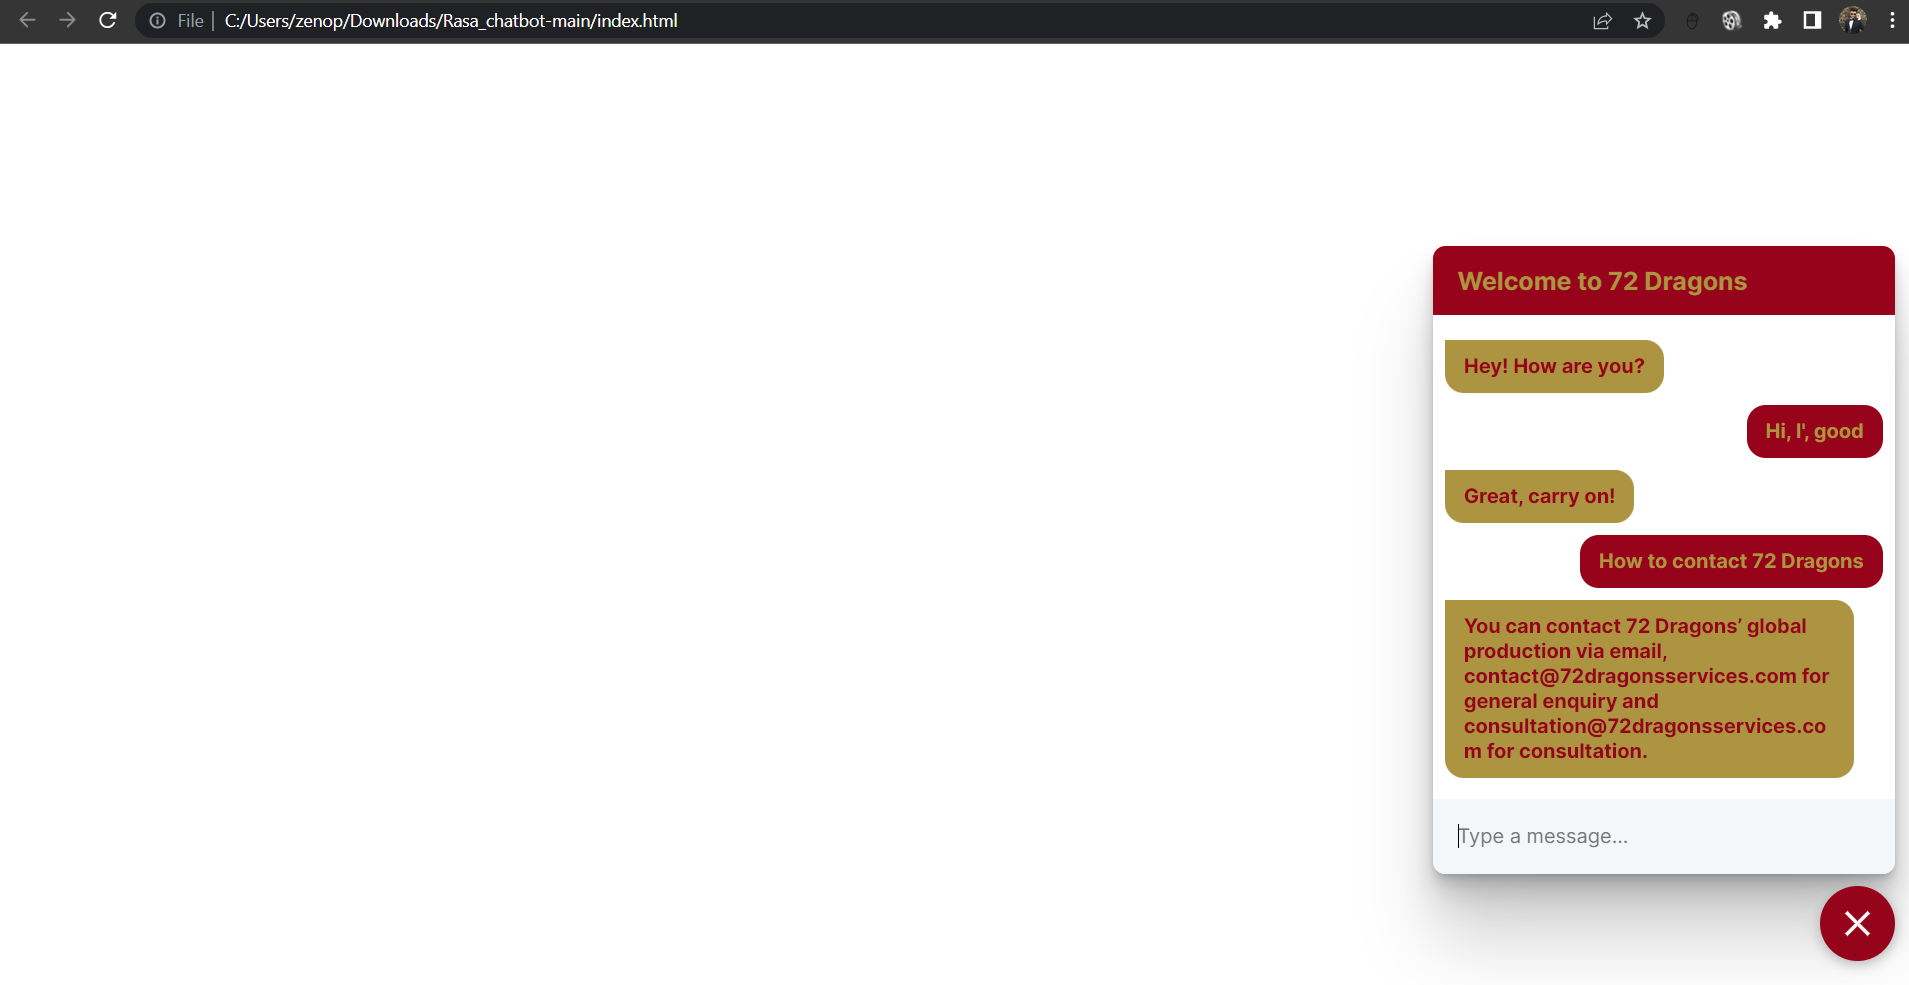 File | C:/Users/zenop/Downloads/Rasa_chatbot-main/index.html
Welcome to 72 Dragons
Hey! How are you?
Hi, I', good
Great, carry on!
How to contact 72 Dragons
You can contact 72 Dragons’ global
production via email,
contact@72dragonsservices.com for
general enquiry and
consultation@72dragonsservices.co
m for consultation.
Type a message...